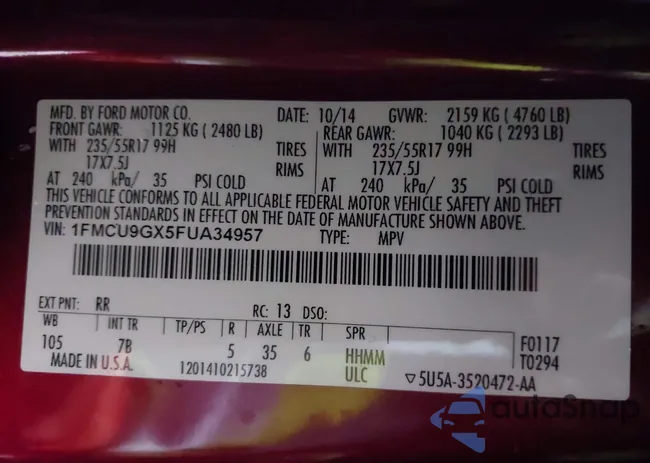 MFD. BY FORD MOTOR CO. DATE: 10/14 GVWR: 2159 KG ( 4760 LB)
FRONT GAWR: 1125 KG ( 2480 LB) REAR GAWR: 1040 KG ( 2293 LB)
WITH 235/55R17 99H TIRES WITH 235/55R17 99H TIRES
17X7.5J RIMS 17X7.5J RIMS
AT 240 kPa/ 35 PSI COLD AT 240 kPa/ 35 PSI COLD
THIS VEHICLE CONFORMS TO ALL APPLICABLE FEDERAL MOTOR VEHICLE SAFETY AND THEFT
PREVENTION STANDARDS IN EFFECT ON THE DATE OF MANUFACTURE SHOWN ABOVE.
VIN: 1FMCU9GX5FUA34957 TYPE: MPV
EXT PNT: RR RC: 13 DSO:
WB INT TR TP/PS R AXLE TR SPR F0117
105 7B 5 35 6 HHMM T0294
MADE IN U.S.A. 1201410215738 ULC ▽5U5A-3520472-AA
autoSnap